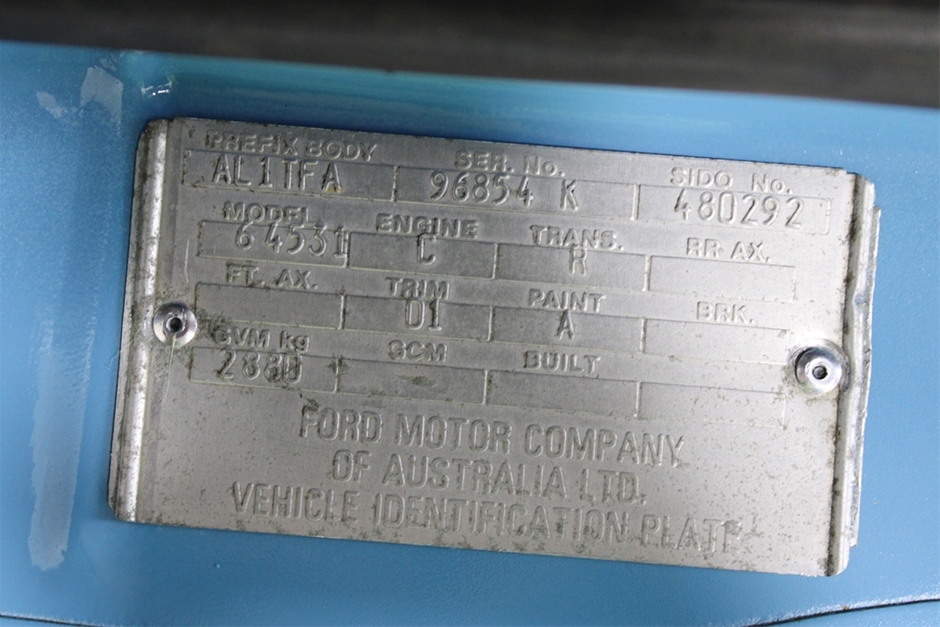 PREFIX BODY SER. No. SIDO No.
AL1TFA 96854 K 480292
MODEL ENGINE TRANS. RR AX.
64531 C R
FT. AX. TRIM PAINT BRK.
01 A
GVM kg GCM BUILT
2880
FORD MOTOR COMPANY
OF AUSTRALIA LTD.
VEHICLE IDENTIFICATION PLATE